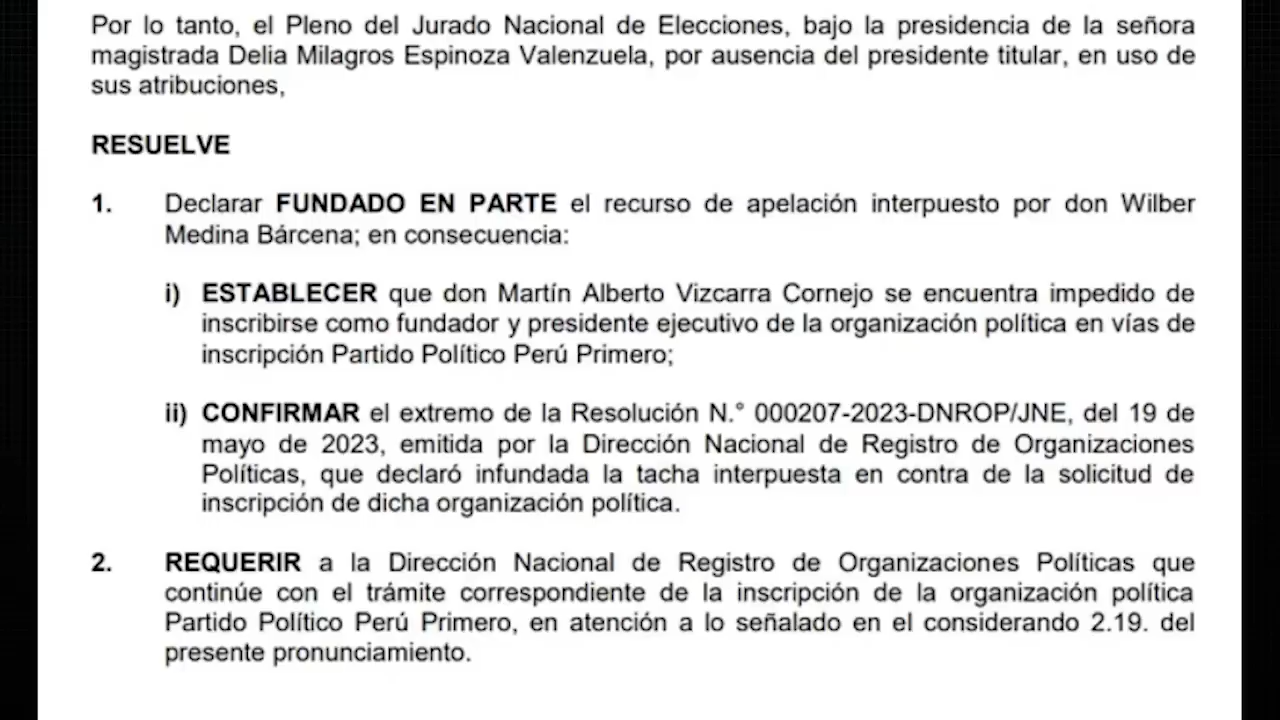 Por lo tanto, el Pleno del Jurado Nacional de Elecciones, bajo la presidencia de la señora
magistrada Delia Milagros Espinoza Valenzuela, por ausencia del presidente titular, en uso de
sus atribuciones,
RESUELVE
1. Declarar FUNDADO EN PARTE el recurso de apelación interpuesto por don Wilber
Medina Bárcena; en consecuencia:
i) ESTABLECER que don Martín Alberto Vizcarra Cornejo se encuentra impedido de
inscribirse como fundador y presidente ejecutivo de la organización política en vías de
inscripción Partido Político Perú Primero;
ii) CONFIRMAR el extremo de la Resolución N.° 000207-2023-DNROP/JNE, del 19 de
mayo de 2023, emitida por la Dirección Nacional de Registro de Organizaciones
Políticas, que declaró infundada la tacha interpuesta en contra de la solicitud de
inscripción de dicha organización política.
2. REQUERIR a la Dirección Nacional de Registro de Organizaciones Políticas que
continúe con el trámite correspondiente de la inscripción de la organización política
Partido Político Perú Primero, en atención a lo señalado en el considerando 2.19. del
presente pronunciamiento.